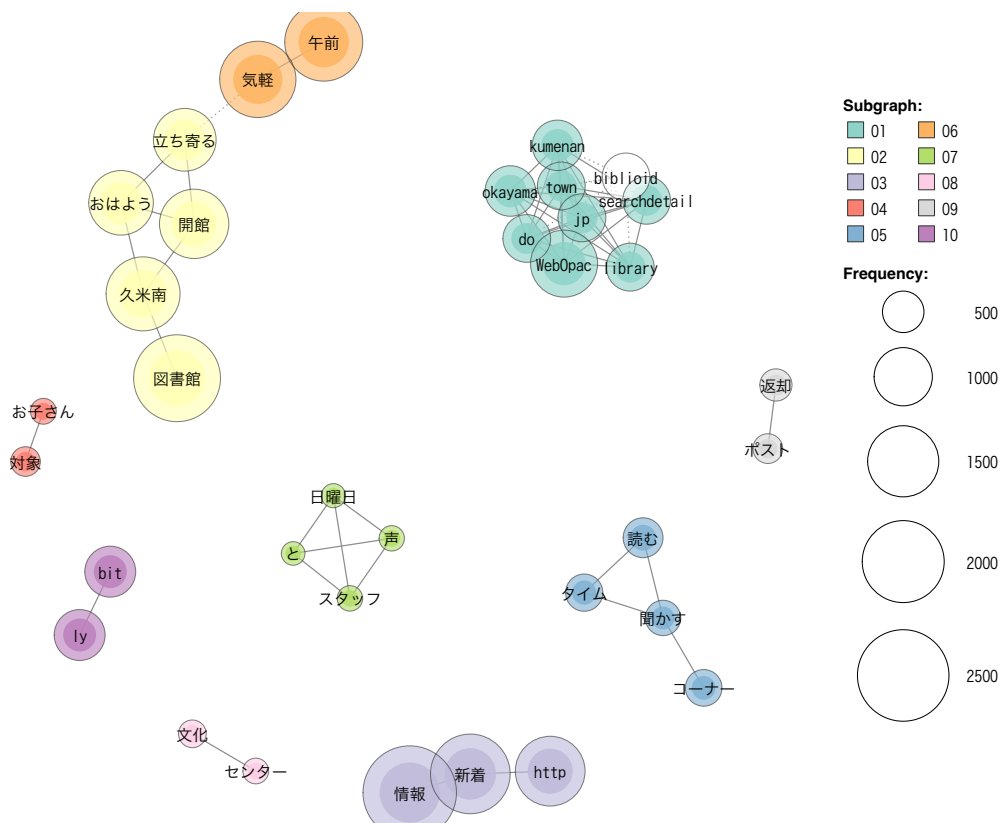 午前
気軽
立ち寄る
おはよう
開館
久米南
図書館
kumenan
biblioid
okayama
town
searchdetail
jp
do
WebOpac
library
お子さん
対象
返却
ポスト
日曜日
声
と
スタッフ
読む
タイム
聞かす
コーナー
bit
ly
文化
センター
情報
新着
http
Subgraph:
01
06
02
07
03
08
04
09
05
10
Frequency:
500
1000
1500
2000
2500